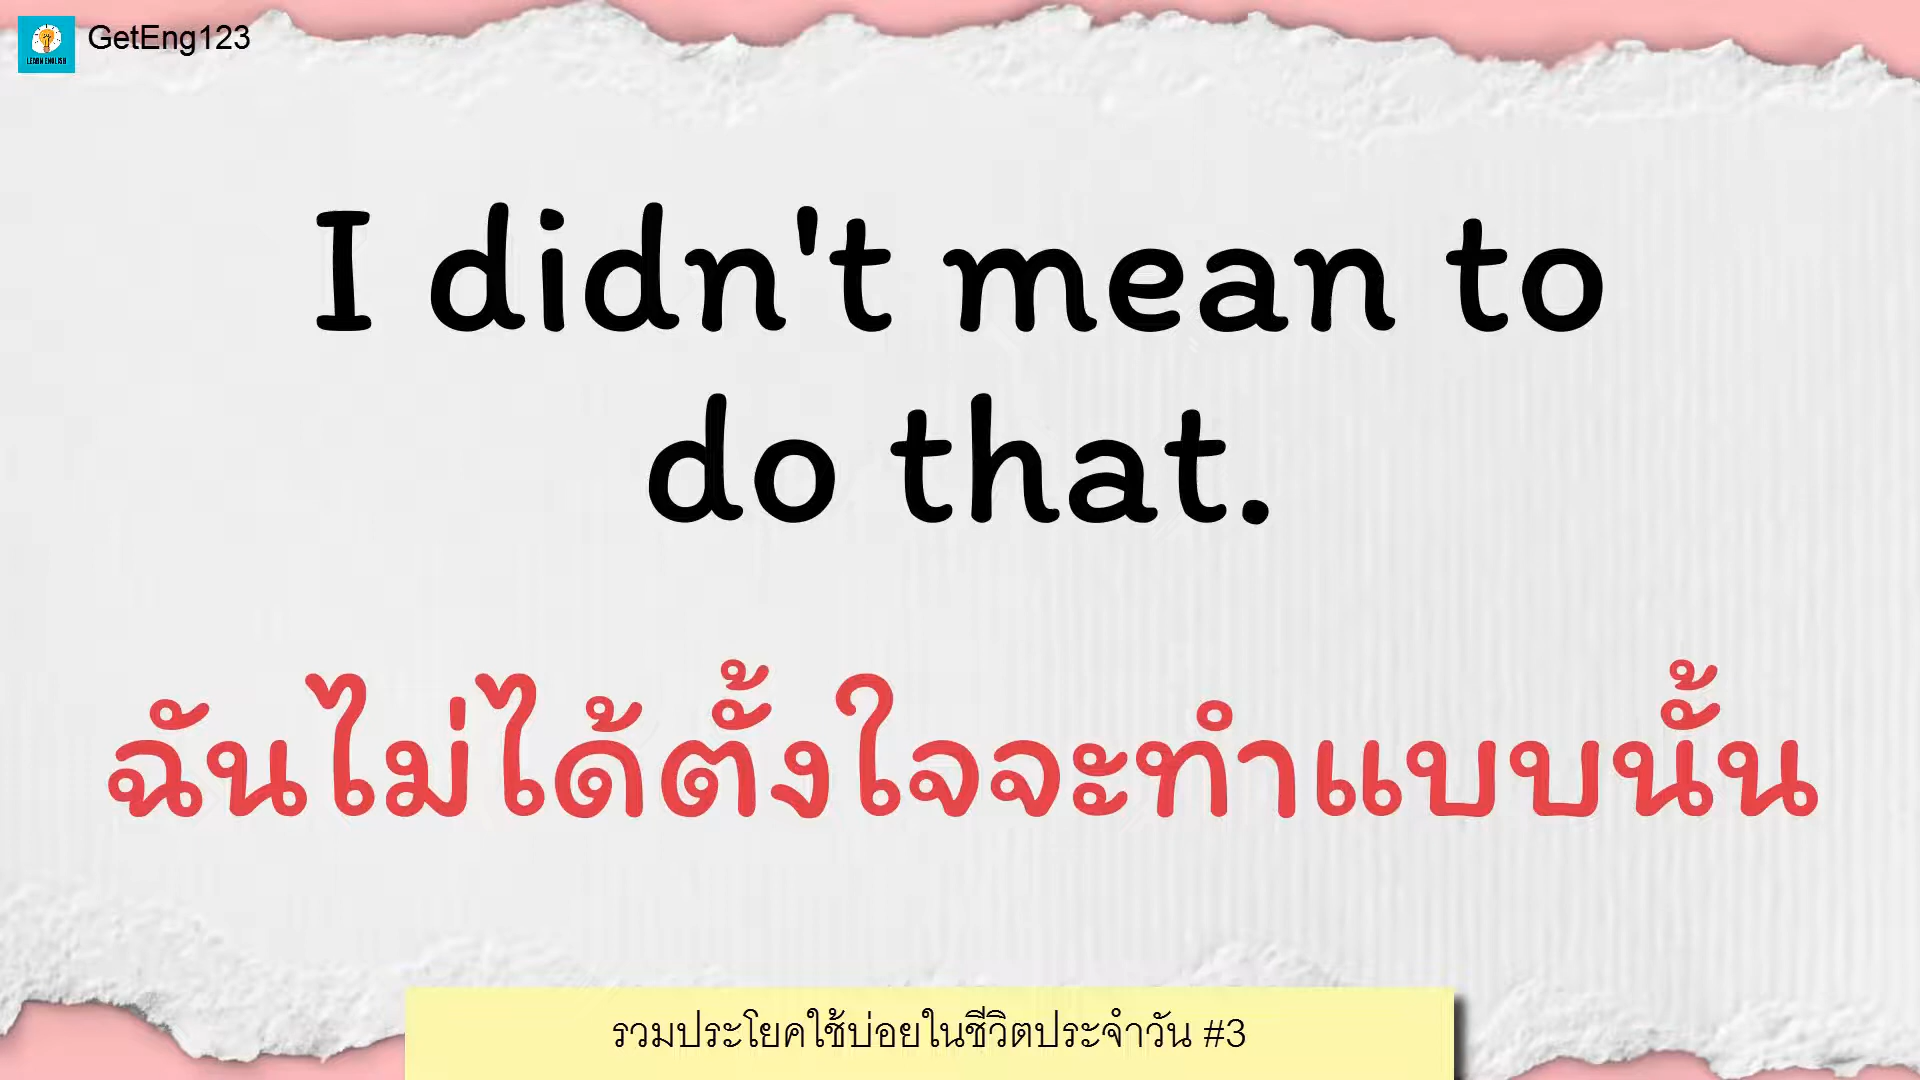 GetEng123
LEARN ENGLISH
I didn't mean to
do that.
ฉันไม่ได้ตั้งใจจะทำแบบนั้น
รวมประโยคใช้บ่อยในชีวิตประจำวัน #3